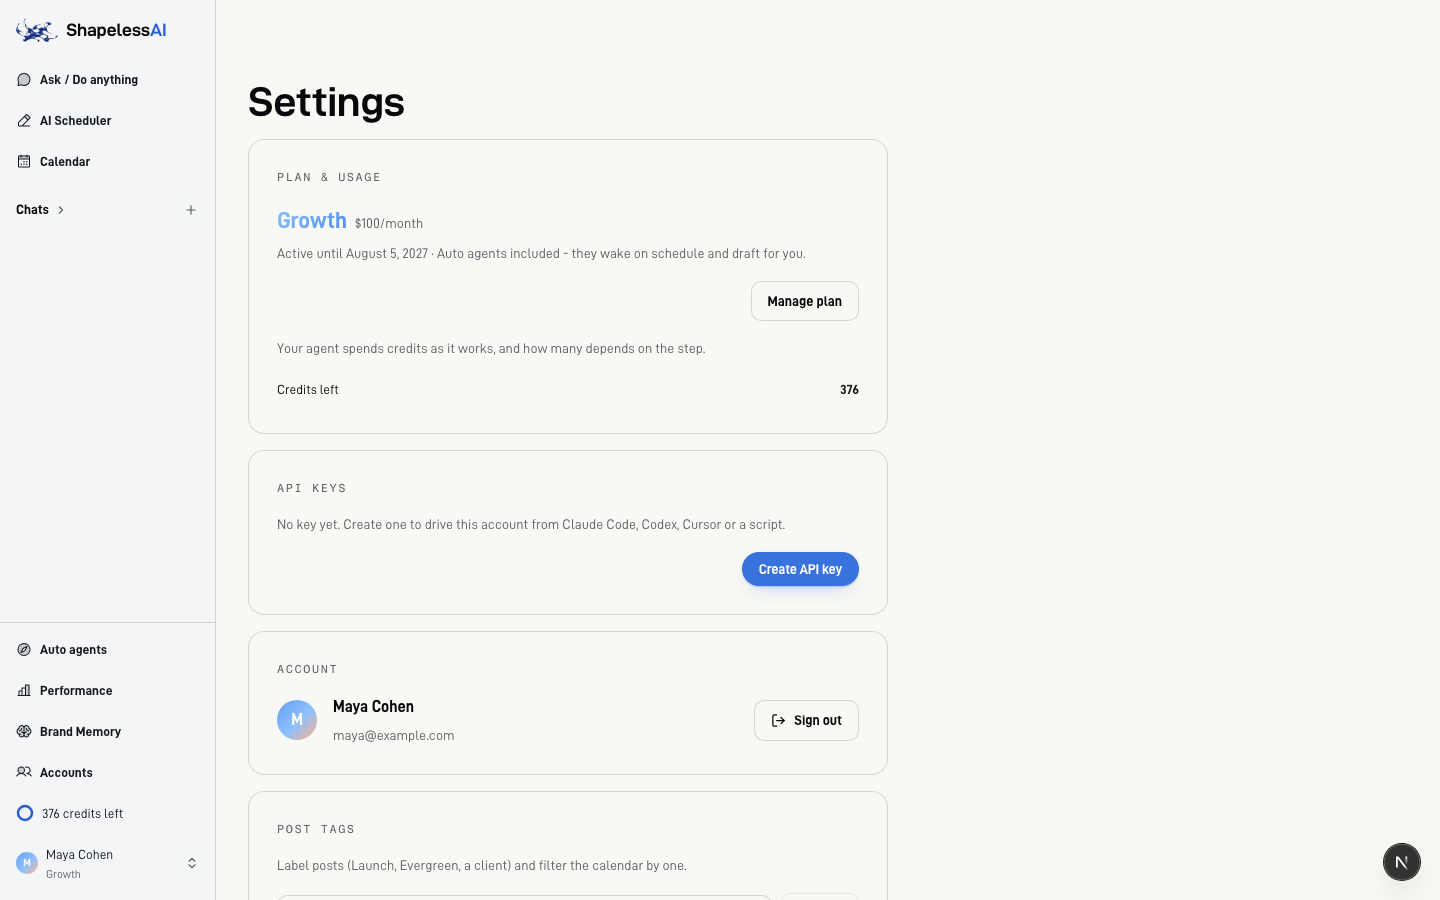 ShapelessAI
Ask / Do anything
AI Scheduler
Calendar
Chats
Auto agents
Performance
Brand Memory
Accounts
376 credits left
M
Maya Cohen
Growth
Settings
PLAN & USAGE
Growth $100/month
Active until August 5, 2027 · Auto agents included - they wake on schedule and draft for you.
Manage plan
Your agent spends credits as it works, and how many depends on the step.
Credits left 376
API KEYS
No key yet. Create one to drive this account from Claude Code, Codex, Cursor or a script.
Create API key
ACCOUNT
M
Maya Cohen
maya@example.com
Sign out
POST TAGS
Label posts (Launch, Evergreen, a client) and filter the calendar by one.
N